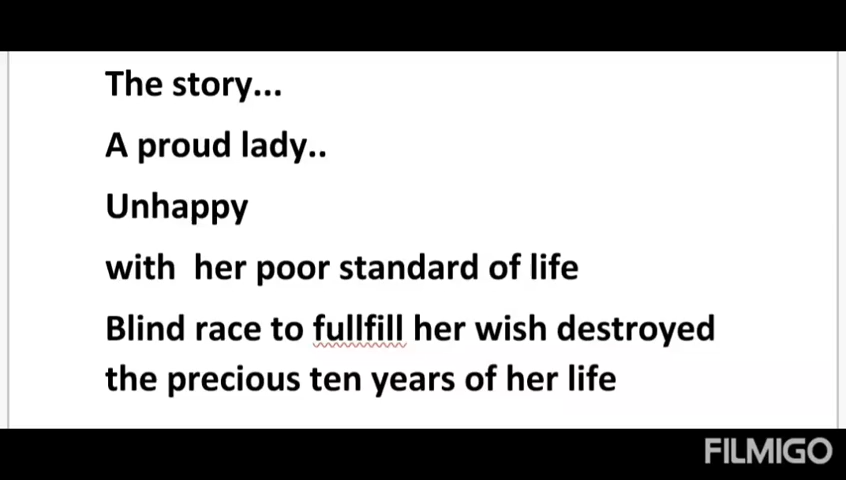 The story...
A proud lady..
Unhappy
with  her poor standard of life
Blind race to fullfill her wish destroyed
the precious ten years of her life
FILMIGO